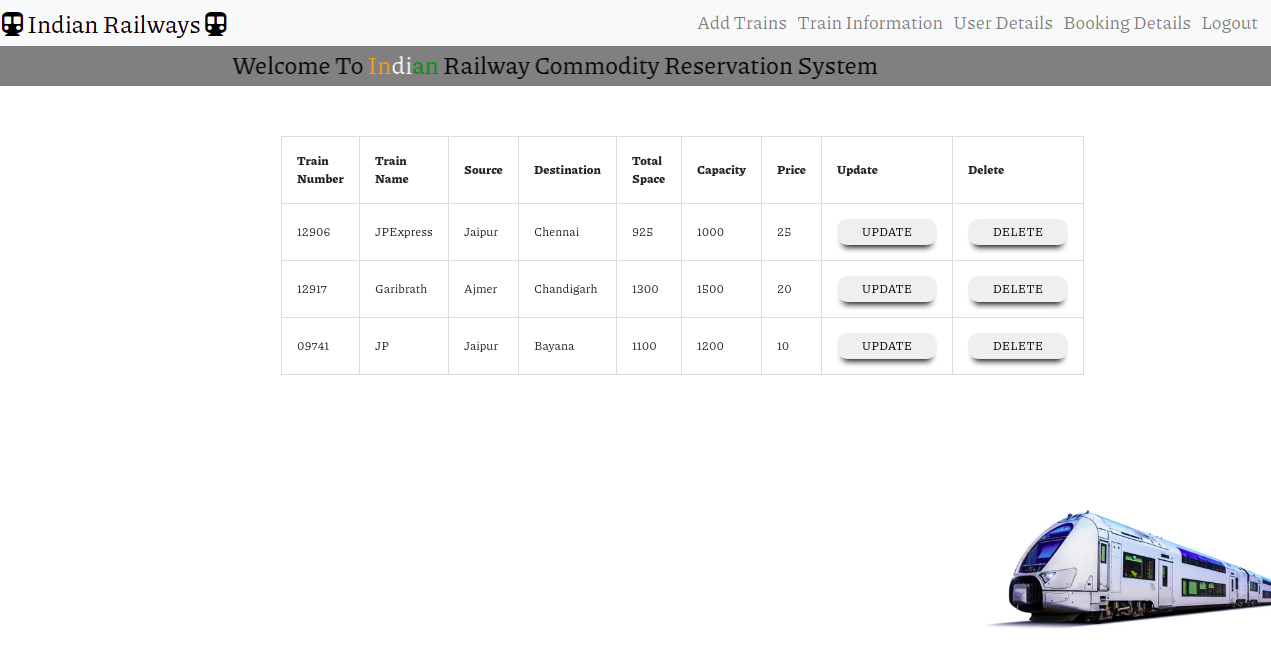 Indian Railways
Add Trains Train Information User Details Booking Details Logout
Welcome To Indian Railway Commodity Reservation System
Train Number Train Name Source Destination Total Space Capacity Price Update Delete
12906 JPExpress Jaipur Chennai 925 1000 25 UPDATE DELETE
12917 Garibrath Ajmer Chandigarh 1300 1500 20 UPDATE DELETE
09741 JP Jaipur Bayana 1100 1200 10 UPDATE DELETE